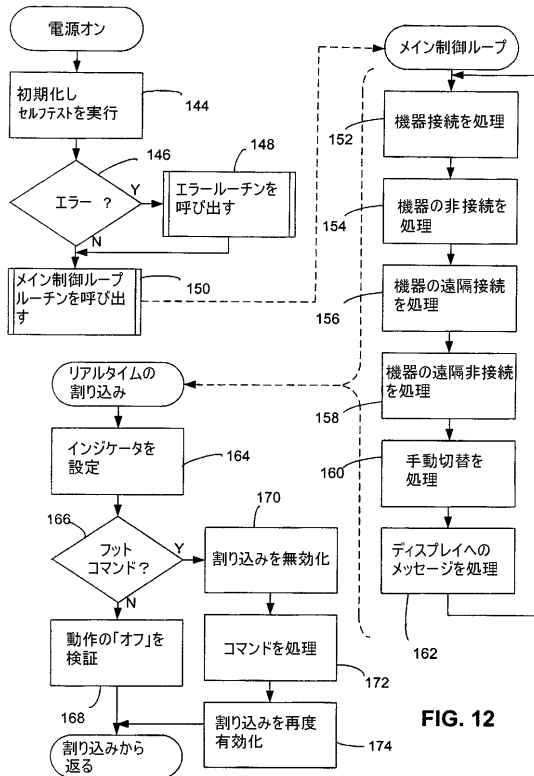 電源オン
初期化し
セルフテストを実行
144
146
エラー ?
Y
N
148
エラールーチンを
呼び出す
メイン制御ループ
ルーチンを呼び出
す
150
メイン制御ループ
機器接続を処理
152
機器の非接続を
処理
154
機器の遠隔接続
を処理
156
機器の遠隔非接続
を処理
158
手動切替を
処理
160
ディスプレイへの
メッセージを処理
162
リアルタイムの
割り込み
インジケータを
設定
164
166
フット
コマンド?
Y
N
動作の「オフ」を
検証
168
170
割り込みを無効化
コマンドを処理
172
割り込みを再度
有効化
174
割り込みから
返る
FIG. 12